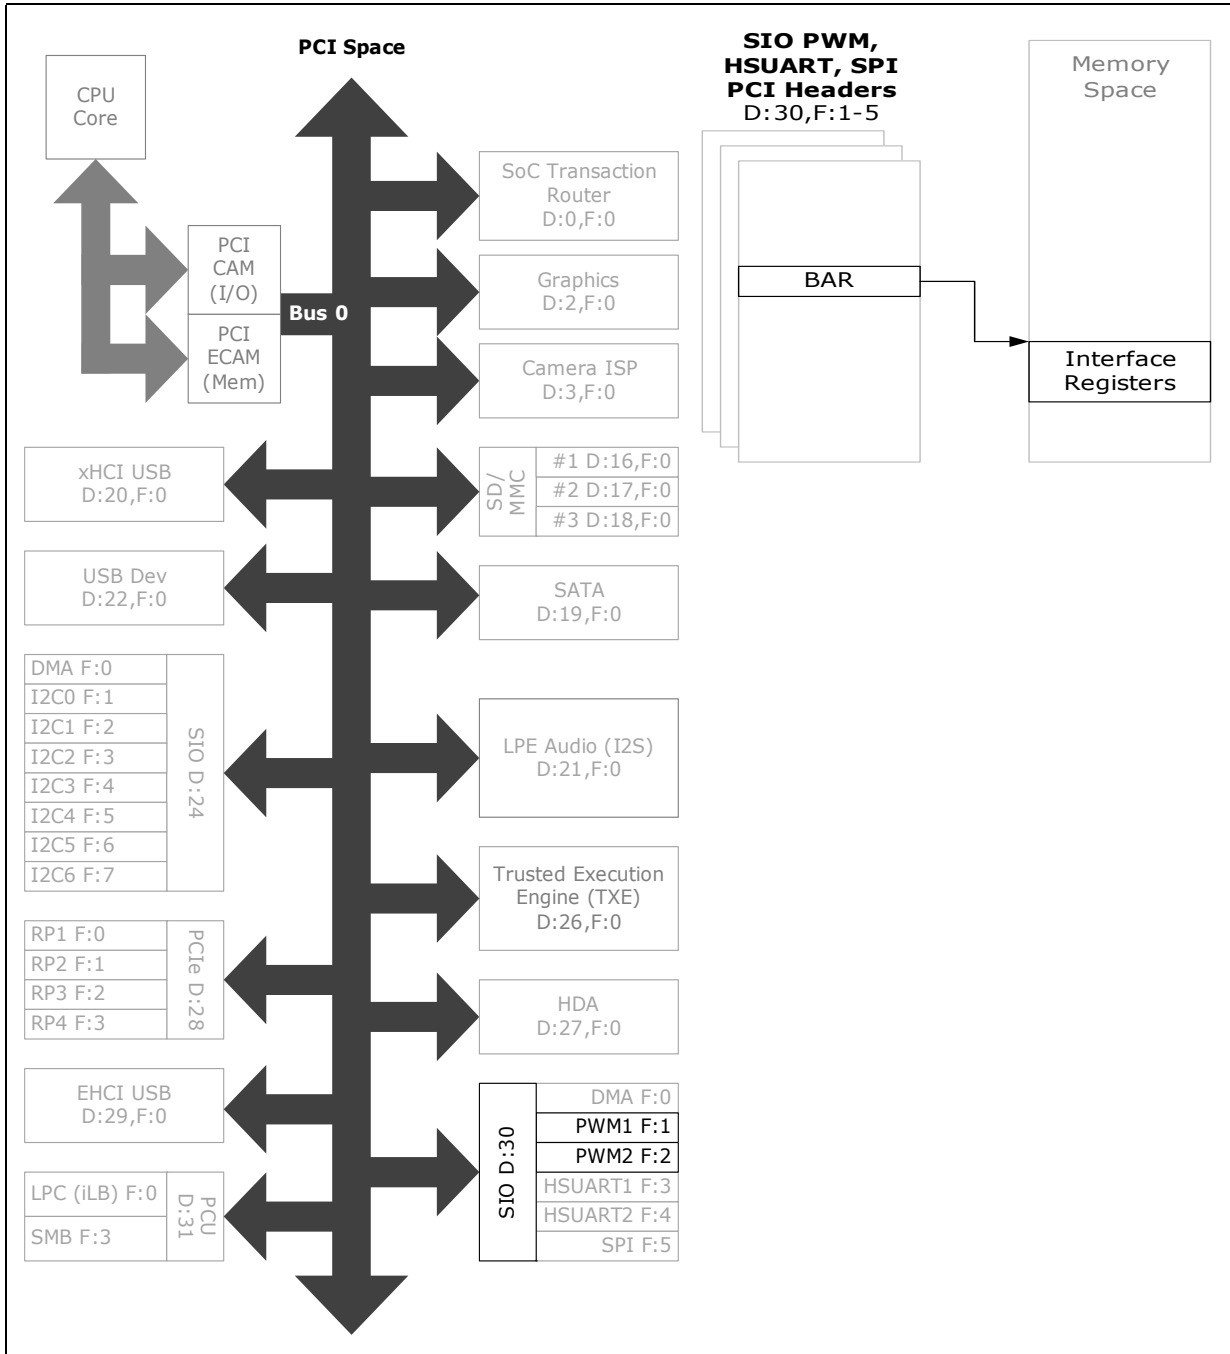 PCI Space
SIO PWM,
HSUART, SPI
PCI Headers
D:30,F:1-5
Memory
Space
CPU
Core
PCI
CAM
(I/O)
PCI
ECAM
(Mem)
Bus 0
SoC Transaction
Router
D:0,F:0
Graphics
D:2,F:0
Camera ISP
D:3,F:0
BAR
Interface
Registers
xHCI USB
D:20,F:0
SD/
MMC
#1 D:16,F:0
#2 D:17,F:0
#3 D:18,F:0
USB Dev
D:22,F:0
SATA
D:19,F:0
DMA F:0
I2C0 F:1
I2C1 F:2
I2C2 F:3
I2C3 F:4
I2C4 F:5
I2C5 F:6
I2C6 F:7
SIO D:24
LPE Audio (I2S)
D:21,F:0
Trusted Execution
Engine (TXE)
D:26,F:0
RP1 F:0
RP2 F:1
RP3 F:2
RP4 F:3
PCIe D:28
HDA
D:27,F:0
EHCI USB
D:29,F:0
SIO D:30
DMA F:0
PWM1 F:1
PWM2 F:2
HSUART1 F:3
HSUART2 F:4
SPI F:5
LPC (iLB) F:0
SMB F:3
PCU
D:31